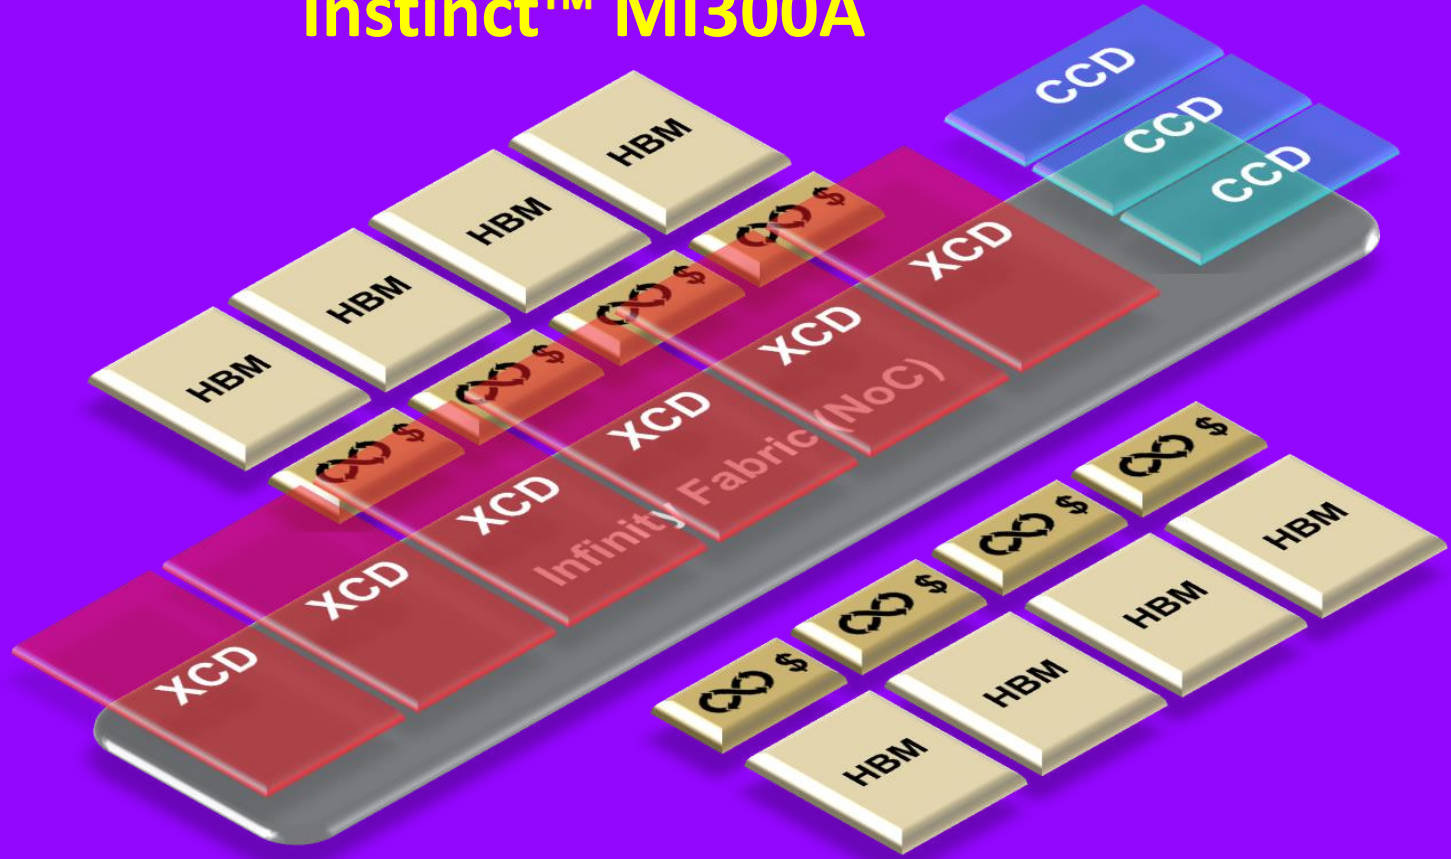 Instinct™ MI300A
CCD
CCD
CCD
HBM
HBM
HBM
HBM
∞ $
∞ $
∞ $
∞ $
XCD
XCD
XCD
XCD
XCD
XCD
Infinity Fabric (NoC)
∞ $
∞ $
∞ $
∞ $
HBM
HBM
HBM
HBM